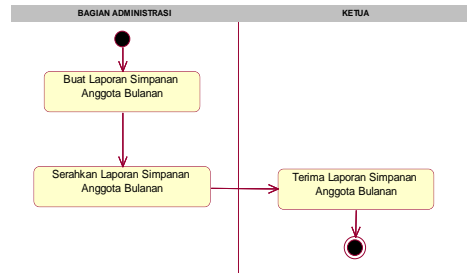 BAGIAN ADMINISTRASI
KETUA
Buat Laporan Simpanan
Anggota Bulanan
Serahkan Laporan Simpanan
Anggota Bulanan
Terima Laporan Simpanan
Anggota Bulanan